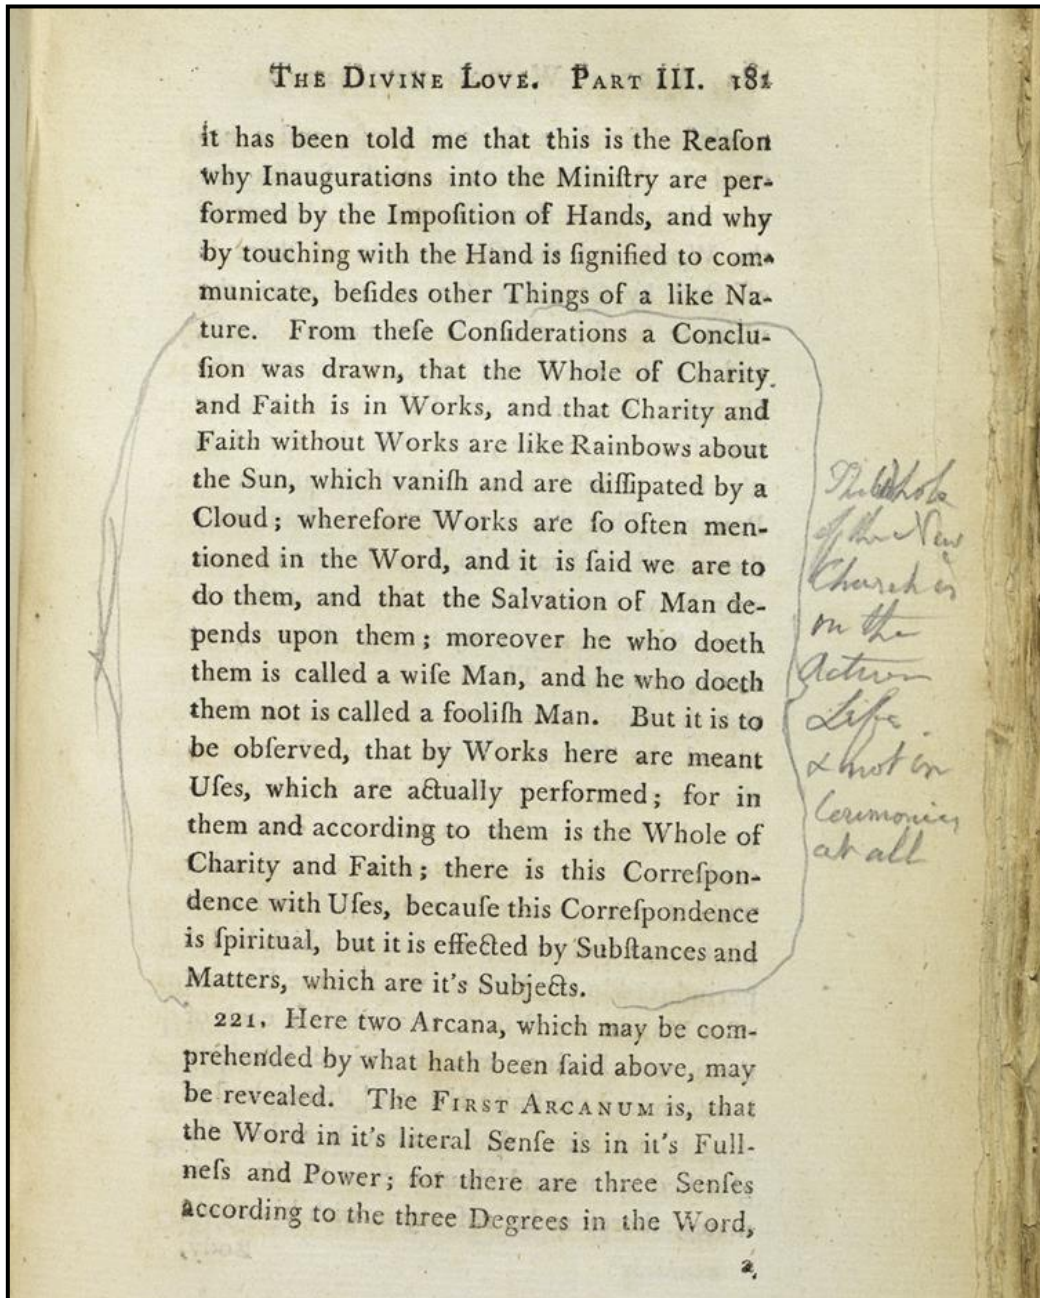 THE DIVINE LOVE. PART III. 181
it has been told me that this is the Reaſon
why Inaugurations into the Miniſtry are per-
formed by the Impoſition of Hands, and why
by touching with the Hand is ſignified to com-
municate, beſides other Things of a like Na-
ture. From theſe Conſiderations a Concluſ-
ſion was drawn, that the Whole of Charity
and Faith is in Works, and that Charity and
Faith without Works are like Rainbows about
the Sun, which vaniſh and are diſſipated by a
Cloud; wherefore Works are ſo often men-
tioned in the Word, and it is ſaid we are to
do them, and that the Salvation of Man de-
pends upon them; moreover he who doeth
them is called a wiſe Man, and he who doeth
them not is called a fooliſh Man. But it is to
be obſerved, that by Works here are meant
Uſes, which are actually performed; for in
them and according to them is the Whole of
Charity and Faith; there is this Correſpon-
dence with Uſes, becauſe this Correſpondence
is ſpiritual, but it is effected by Subſtances and
Matters, which are it's Subjects.
221. Here two Arcana, which may be com-
prehended by what hath been ſaid above, may
be revealed. The FIRST ARCANUM is, that
the Word in it's literal Senſe is in it's Full-
neſs and Power; for there are three Senſes
according to the three Degrees in the Word,
a
The Whole
of the New
Church is
on the
Active
Life
& not in
Ceremonies
at all